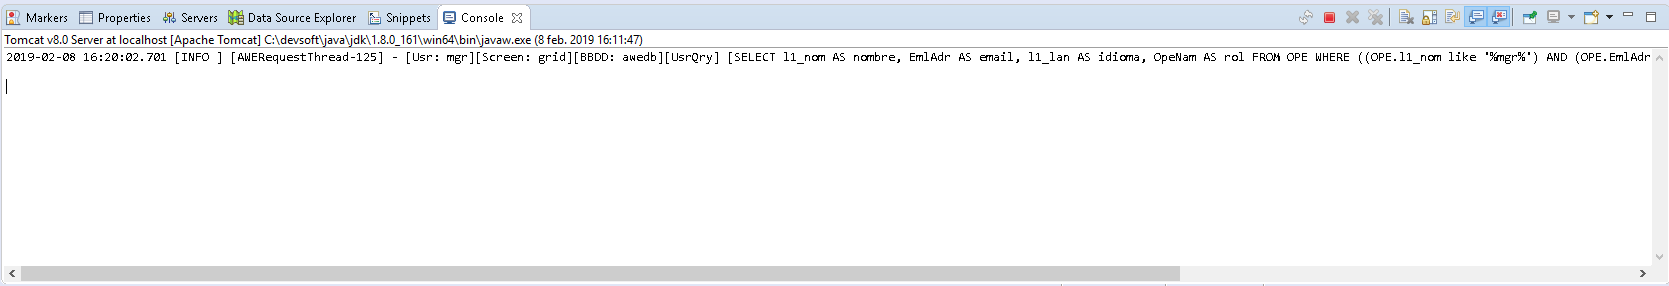 Markers Properties Servers Data Source Explorer Snippets Console
Tomcat v8.0 Server at localhost [Apache Tomcat] C:\devsoft\java\jdk\1.8.0_161\win64\bin\javaw.exe (8 feb. 2019 16:11:47)
2019-02-08 16:20:02.701 [INFO ] [AWERequestThread-125] - [Usr: mgr][Screen: grid][BBDD: awedb][UsrQry] [SELECT l1_nom AS nombre, EmlAdr AS email, l1_lan AS idioma, OpeNam AS rol FROM OPE WHERE ((OPE.l1_nom like '%mgr%') AND (OPE.EmlAdr